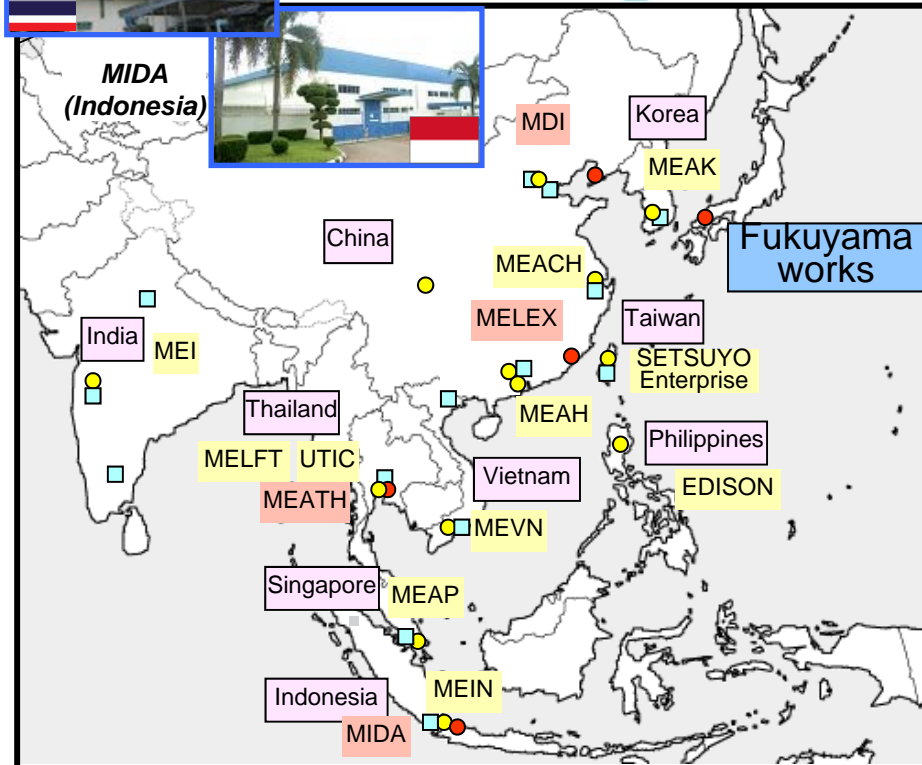 MIDA
(Indonesia)
MDI
Korea
MEAK
Fukuyama
works
China
MEACH
MELEX
Taiwan
India
MEI
SETSUYO
Enterprise
Thailand
MEAH
Philippines
MELFT
UTIC
Vietnam
EDISON
MEATH
MEVN
Singapore
MEAP
Indonesia
MEIN
MIDA